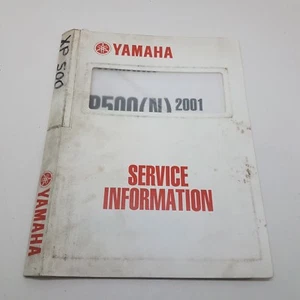 YAMAHA
P500(N) 2001
SERVICE
INFORMATION
XP 500
YAMAHA